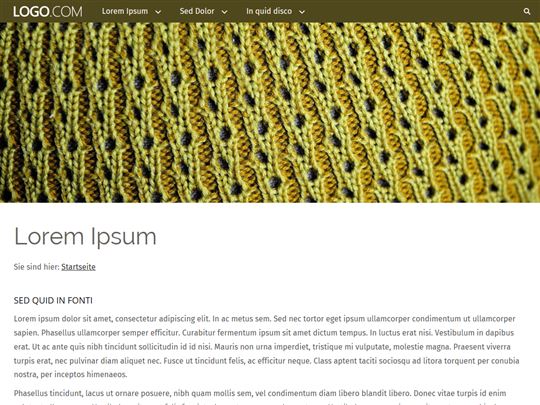 LOGO.COM Lorem Ipsum Sed Dolor In quid disco
Lorem Ipsum
Sie sind hier: Startseite
SED QUID IN FONTI
Lorem ipsum dolor sit amet, consectetur adipiscing elit. In ac metus sem. Sed nec tortor eget ipsum ullamcorper condimentum ut ullamcorper
sapien. Phasellus ullamcorper semper efficitur. Curabitur fermentum ipsum sit amet dictum tempus. In luctus erat nisi. Vestibulum in dapibus
erat. Ut ac ante quis nibh tincidunt sollicitudin id id nisi. Mauris non urna imperdiet, tristique mi vulputate, molestie magna. Praesent viverra
turpis erat, nec pulvinar diam aliquet nec. Fusce ut tincidunt felis, ac efficitur neque. Class aptent taciti sociosqu ad litora torquent per conubia
nostra, per inceptos himenaeos.
Phasellus tincidunt, lacus ut ornare posuere, nibh quam mollis sem, vel condimentum diam libero blandit libero. Donec vitae turpis id enim